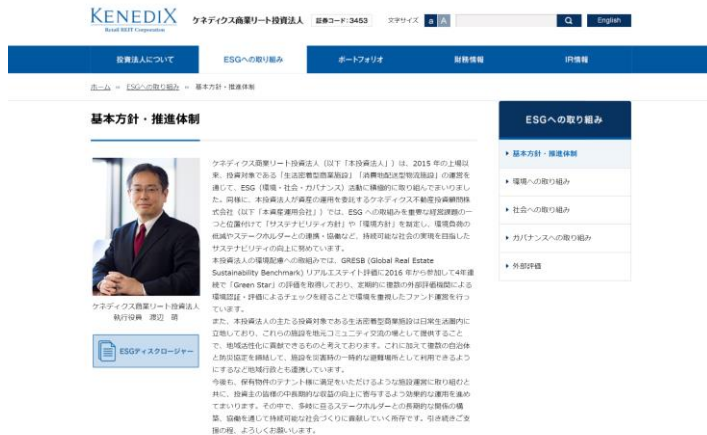 KENEDIX
Retail REIT Corporation
ケネディクス商業リート投資法人
証券コード:3453
文字サイズ
a A
English
投資法人について
ESGへの取り組み
ポートフォリオ
財務情報
IR情報
ホーム » ESGへの取り組み » 基本方針・推進体制
基本方針・推進体制
ケネディクス商業リート投資法人(以下「本投資法人」)は、2015 年の上場以
来、投資対象である「生活密着型商業施設」「消費地配送型物流施設」の運営を
通じて、ESG(環境・社会・ガバナンス)活動に積極的に取り組んでまいりまし
た。同様に、本投資法人が資産の運用を委託するケネディクス不動産投資顧問株
式会社(以下「本資産運用会社」)では、ESG への取組みを重要な経営課題の一
つと位置付けて「サステナビリティ方針」や「環境方針」を制定し、環境負荷の
低減やステークホルダーとの連携・協働など、持続可能な社会の実現を目指した
サステナビリティの向上に努めています。
本投資法人の環境配慮への取組みでは、GRESB (Global Real Estate
Sustainability Benchmark) リアルエステイト評価に2016 年から参加して4年連
続で「Green Star」の評価を取得しており、定期的に複数の外部評価機関による
環境認証・評価によるチェックを経ることで環境を重視したファンド運営を行っ
ています。
また、本投資法人の主たる投資対象である生活密着型商業施設は日常生活圏内に
立地しており、これらの施設を地元コミュニティ交流の場として提供すること
で、地域活性化に貢献できるものと考えております。これに加えて複数の自治体
と防災協定を締結して、施設を災害時の一時的な避難場所として利用できるよう
にするなど地域行政とも連携しています。
今後も、保有物件のテナント様に満足をいただけるような施設運営に取り組むと
共に、投資主の皆様の中長期的な収益の向上に寄与するよう効果的な運用を進め
てまいります。その中で、多岐に亘るステークホルダーとの長期的な関係の構
築、協働を通じて持続可能な社会づくりに貢献していく所存です。引き続きご支
援の程、よろしくお願いします。
ケネディクス商業リート投資法人
執行役員 渡辺 萌
ESGディスクロージャー
ESGへの取り組み
基本方針・推進体制
環境への取り組み
社会への取り組み
ガバナンスへの取り組み
外部評価